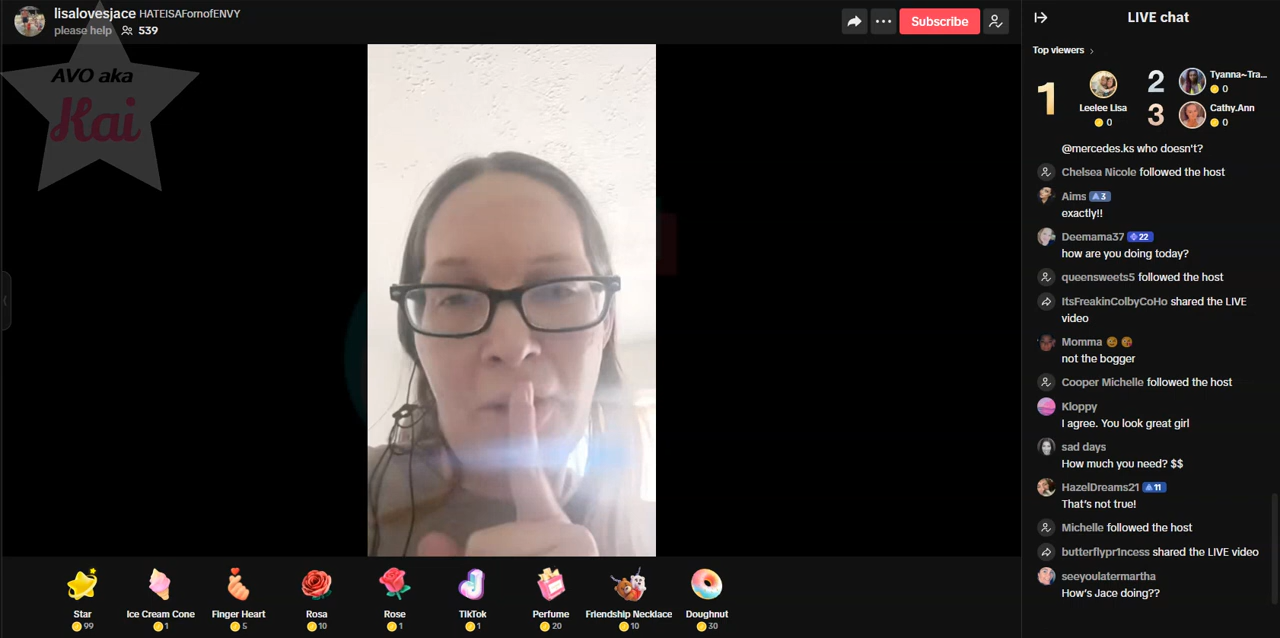 lisalovesjace HATEISAFornofENVY
please help 539
Subscribe
LIVE chat
AVO aka
Kai
Top viewers
1
Leelee Lisa
0
2
Tyanna~Tra...
0
3
Cathy.Ann
0
@mercedes.ks who doesn't?
Chelsea Nicole followed the host
Aims 3
exactly!!
Deemama37 22
how are you doing today?
queensweets5 followed the host
ItsFreakinColbyCoHo shared the LIVE
video
Momma
not the bogger
Cooper Michelle followed the host
Kloppy
I agree. You look great girl
sad days
How much you need? $$
HazelDreams21 11
That's not true!
Michelle followed the host
butterflypr1ncess shared the LIVE video
seeyoulatermartha
How's Jace doing??
Star
99
Ice Cream Cone
1
Finger Heart
5
Rosa
10
Rose
1
TikTok
1
Perfume
20
Friendship Necklace
10
Doughnut
30